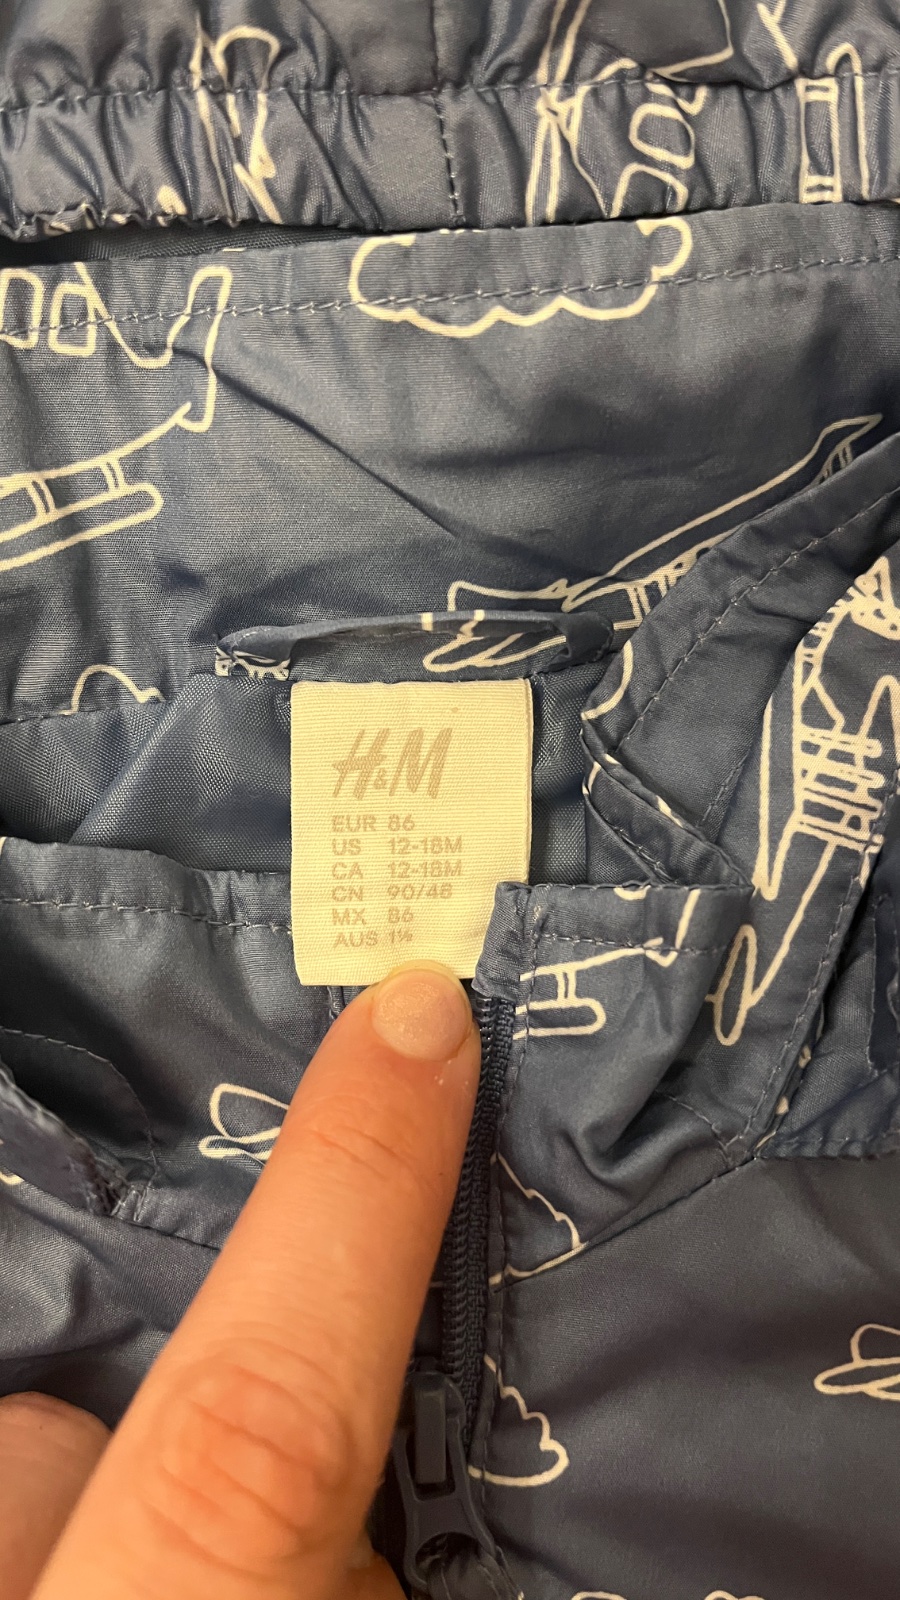 H&M
EUR 86
US 12-18M
CA 12-18M
CN 90/48
MX 86
AUS 1½